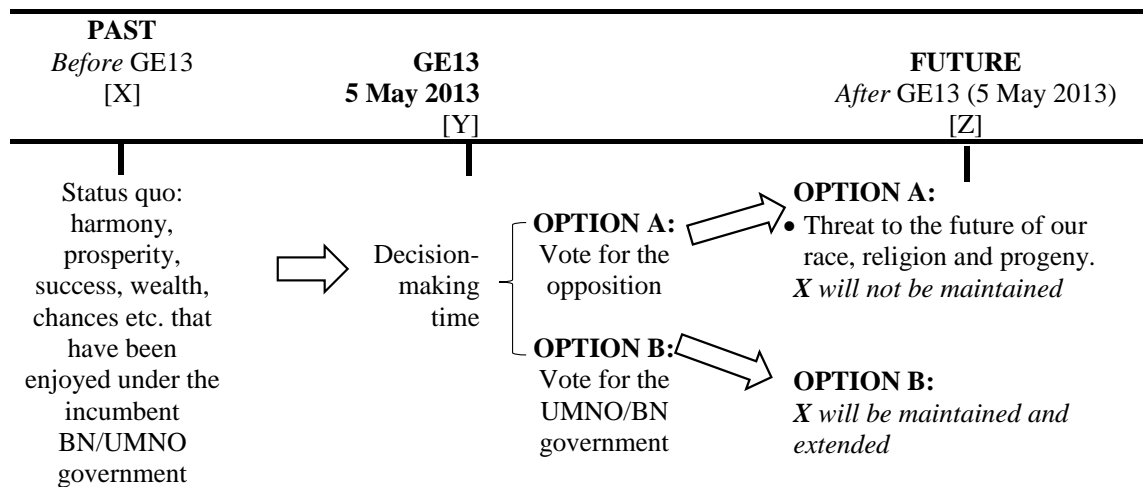 PAST
Before GE13
[X]
GE13
5 May 2013
[Y]
FUTURE
After GE13 (5 May 2013)
[Z]
Status quo:
harmony,
prosperity,
success, wealth,
chances etc. that
have been
enjoyed under the
incumbent
BN/UMNO
government
Decision-
making
time
OPTION A:
Vote for the
opposition
OPTION B:
Vote for the
UMNO/BN
government
OPTION A:
• Threat to the future of our
race, religion and progeny.
X will not be maintained
OPTION B:
X will be maintained and
extended